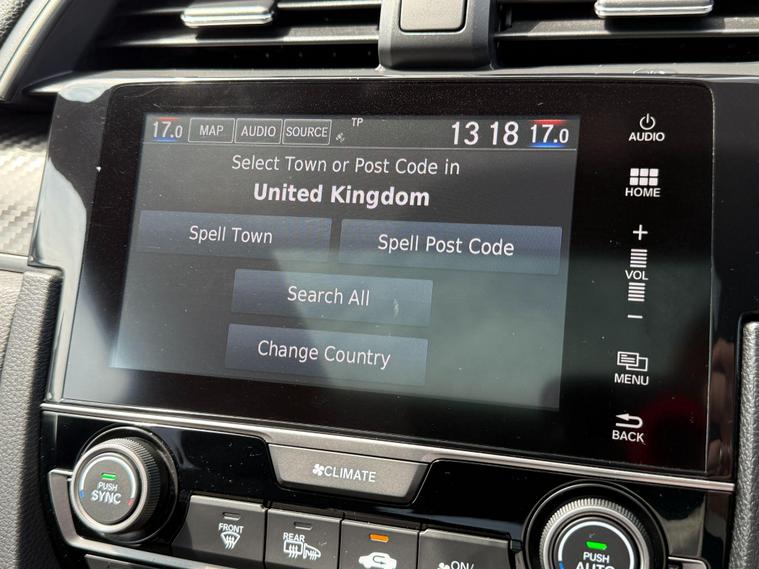 17.0 MAP AUDIO SOURCE TP 13 18 17.0
Select Town or Post Code in
United Kingdom
Spell Town Spell Post Code
Search All
Change Country
AUDIO
HOME
+
VOL
−
MENU
BACK
CLIMATE
PUSH
SYNC
FRONT
REAR
ON/
PUSH
AUTO